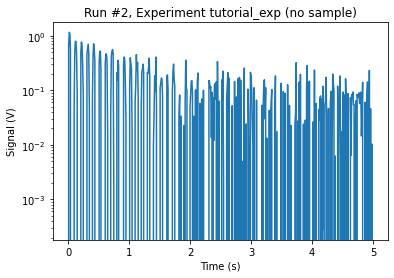 Run #2, Experiment tutorial_exp (no sample)
Signal (V)
10⁰
10⁻¹
10⁻²
10⁻³
0 1 2 3 4 5
Time (s)